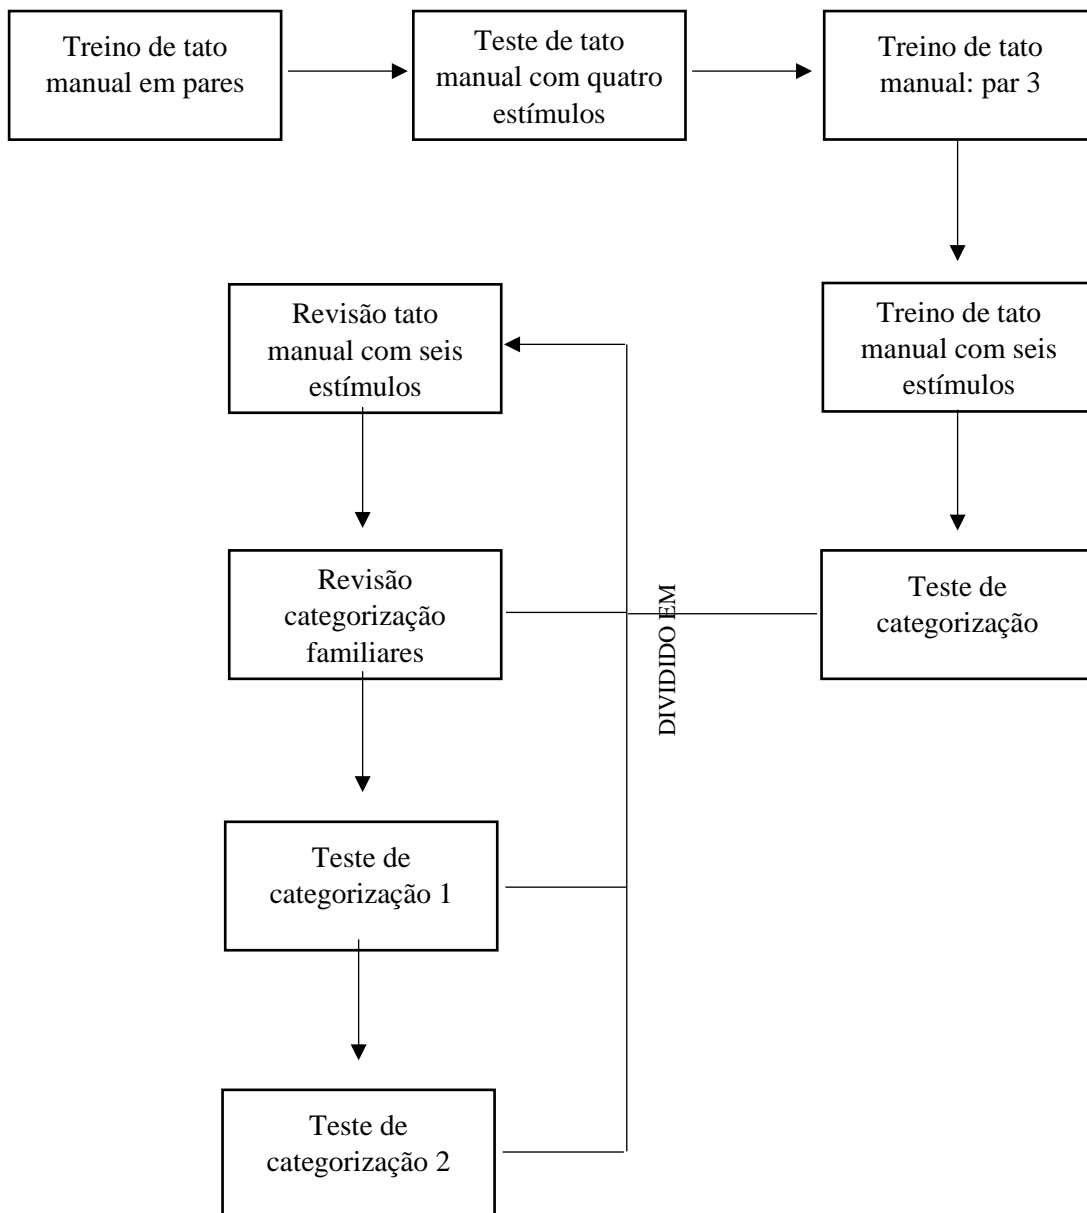 Treino de tato
manual em pares
Teste de tato
manual com quatro
estímulos
Treino de tato
manual: par 3
Revisão tato
manual com seis
estímulos
Treino de tato
manual com seis
estímulos
Revisão
categorização
familiares
DIVIDIDO EM
Teste de
categorização
Teste de
categorização 1
Teste de
categorização 2